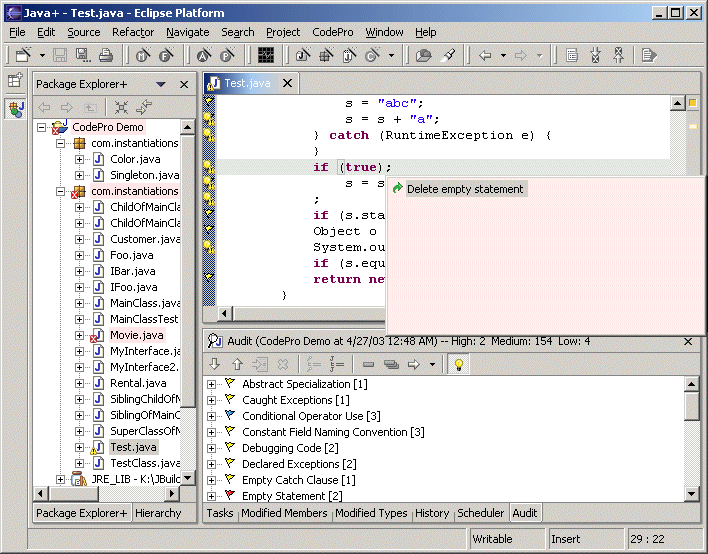 Java+ - Test.java - Eclipse Platform
File Edit Source Refactor Navigate Search Project CodePro Window Help
Package Explorer+
CodePro Demo
com.instantiations
Color.java
Singleton.java
com.instantiations
ChildOfMainCla
ChildOfMainCla
Customer.java
Foo.java
IBar.java
IFoo.java
MainClass.java
MainClassTest
Movie.java
MyInterface.ja
MyInterface2.
Rental.java
SiblingChildOf
SiblingOfMainC
SuperClassOfM
Test.java
TestClass.java
JRE_LIB - K:\JBuil
Package Explorer+ Hierarchy
Test.java
s = "abc";
s = s + "a";
} catch (RuntimeException e) {
}
if (true);
s = s
;
if (s.sta
Object o
System.ou
if (s.equ
return new
}
Delete empty statement
Audit (CodePro Demo at 4/27/03 12:48 AM) -- High: 2 Medium: 154 Low: 4
Abstract Specialization [1]
Caught Exceptions [1]
Conditional Operator Use [3]
Constant Field Naming Convention [3]
Debugging Code [2]
Declared Exceptions [2]
Empty Catch Clause [1]
Empty Statement [2]
Tasks Modified Members Modified Types History Scheduler Audit
Writable Insert 29 : 22